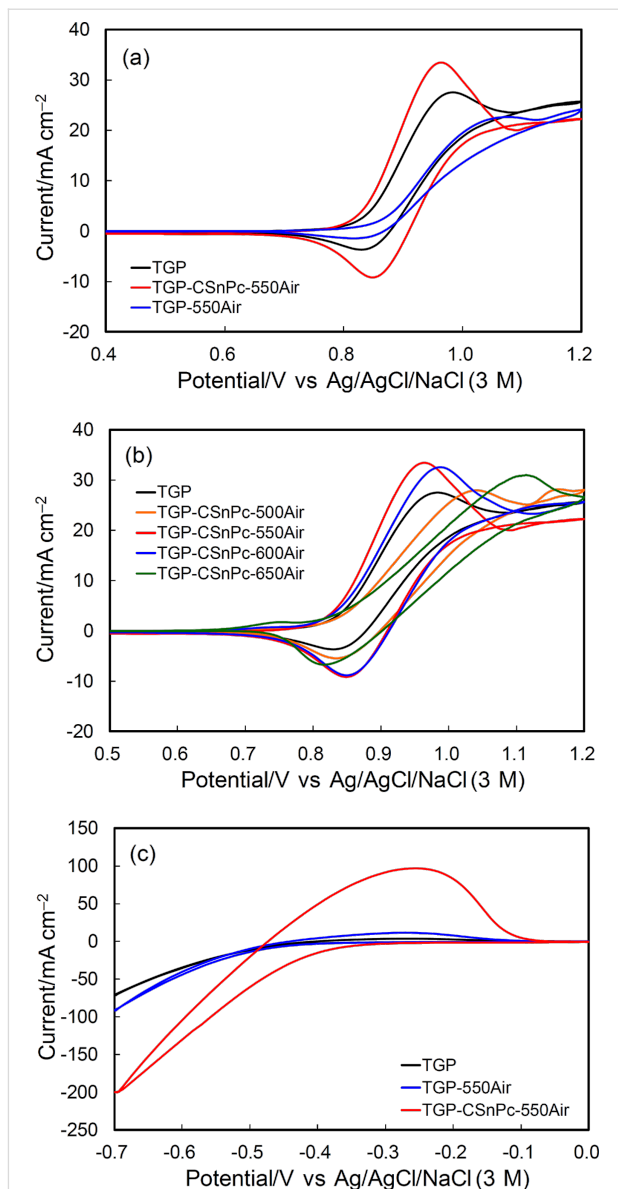 (a)
Current/mA cm−2
40
30
20
10
0
-10
-20
TGP
TGP-CSnPc-550Air
TGP-550Air
0.4 0.6 0.8 1.0 1.2
Potential/V vs Ag/AgCl/NaCl (3 M)
(b)
Current/mA cm−2
40
30
20
10
0
-10
-20
TGP
TGP-CSnPc-500Air
TGP-CSnPc-550Air
TGP-CSnPc-600Air
TGP-CSnPc-650Air
0.5 0.6 0.7 0.8 0.9 1.0 1.1 1.2
Potential/V vs Ag/AgCl/NaCl (3 M)
(c)
Current/mA cm−2
150
100
50
0
-50
-100
-150
-200
-250
TGP
TGP-550Air
TGP-CSnPc-550Air
-0.7 -0.6 -0.5 -0.4 -0.3 -0.2 -0.1 0.0
Potential/V vs Ag/AgCl/NaCl (3 M)